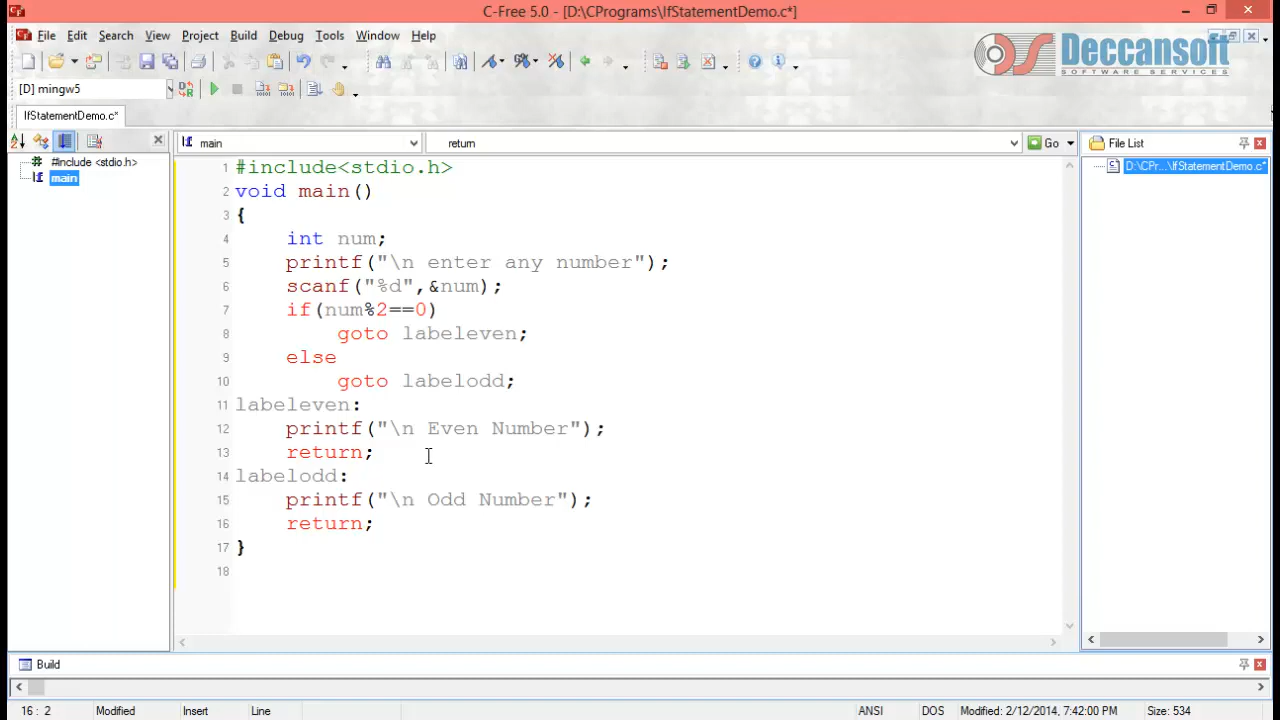 C-Free 5.0 - [D:\CPrograms\IfStatementDemo.c*]
File Edit Search View Project Build Debug Tools Window Help
Deccansoft
SOFTWARE SERVICES
[D] mingw5
IfStatementDemo.c*
main
return
Go
File List
#include <stdio.h>
main
D:\CPr...\IfStatementDemo.c*
1 #include<stdio.h>
2 void main()
3 {
4 int num;
5 printf("\n enter any number");
6 scanf("%d",&num);
7 if(num%2==0)
8 goto labeleven;
9 else
10 goto labelodd;
11 labeleven:
12 printf("\n Even Number");
13 return;
14 labelodd:
15 printf("\n Odd Number");
16 return;
17 }
18
Build
16 : 2 Modified Insert Line ANSI DOS Modified: 2/12/2014, 7:42:00 PM Size: 534